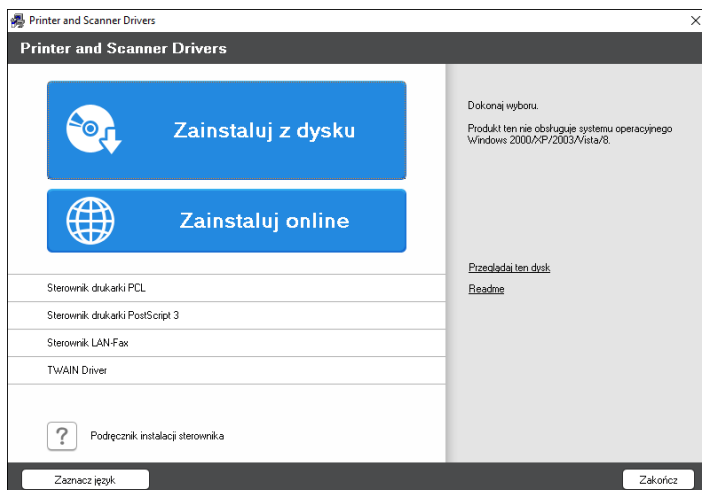 Printer and Scanner Drivers
Printer and Scanner Drivers
Zainstaluj z dysku
Zainstaluj online
Sterownik drukarki PCL
Sterownik drukarki PostScript 3
Sterownik LAN-Fax
TWAIN Driver
? Podręcznik instalacji sterownika
Dokonaj wyboru.
Produkt ten nie obsługuje systemu operacyjnego
Windows 2000/XP/2003/Vista/8.
Przeglądaj ten dysk
Readme
Zaznacz język
Zakończ